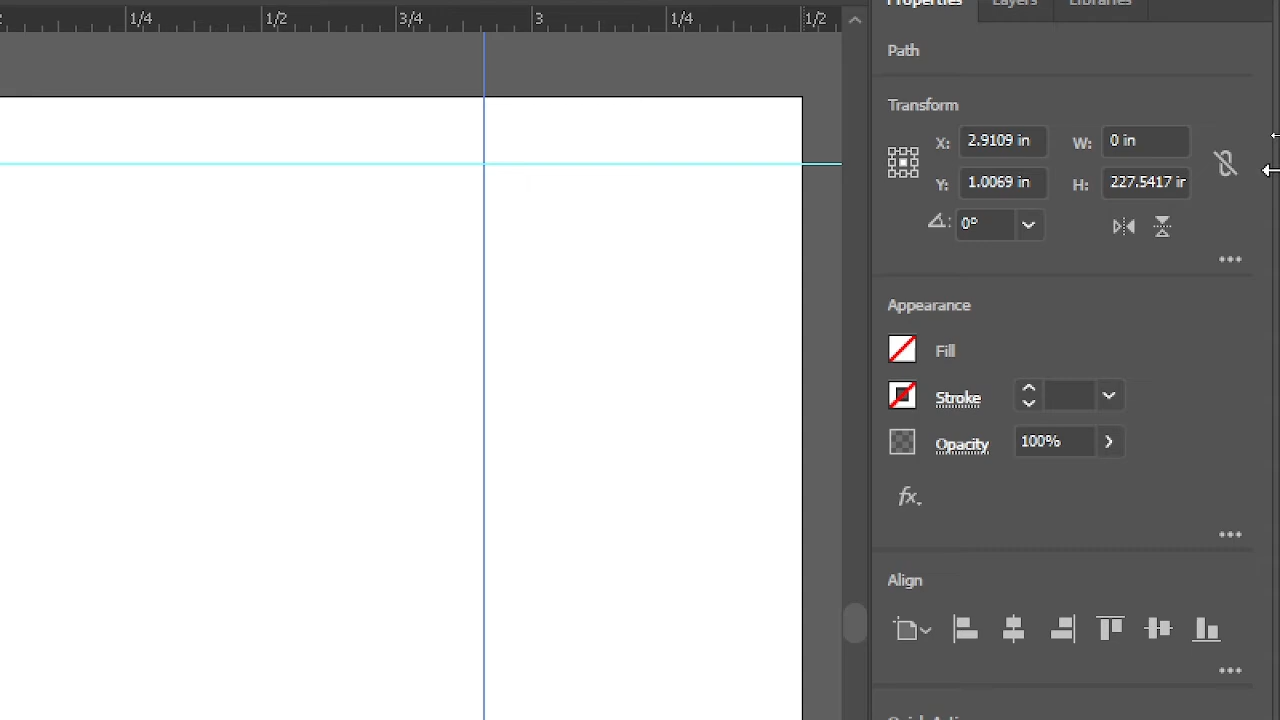 Properties Layers Libraries
1/4 1/2 3/4 3 1/4 1/2
Path
Transform
X: 2.9109 in W: 0 in
Y: 1.0069 in H: 227.5417 ir
0°
Appearance
Fill
Stroke
Opacity 100%
fx.
Align